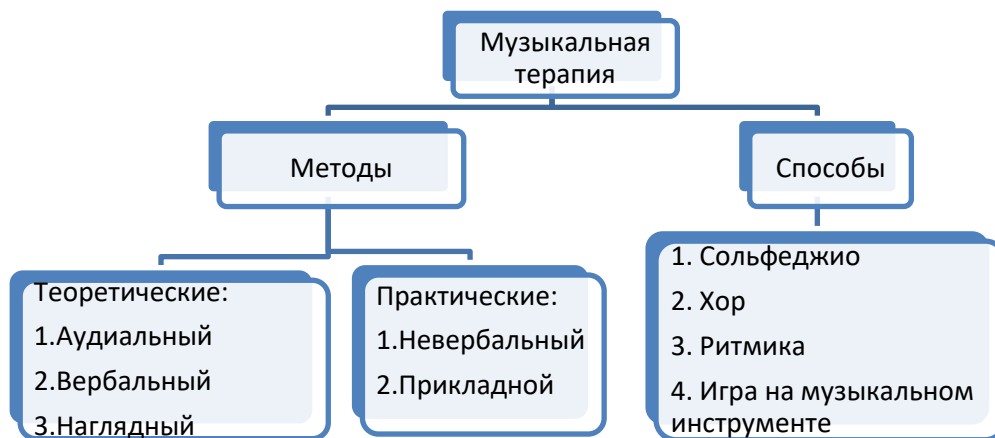 Музыкальная
терапия
Методы
Способы
Теоретические:
1.Аудиальный
2.Вербальный
3.Наглядный
Практические:
1.Невербальный
2.Прикладной
1. Сольфеджио
2. Хор
3. Ритмика
4. Игра на музыкальном
инструменте